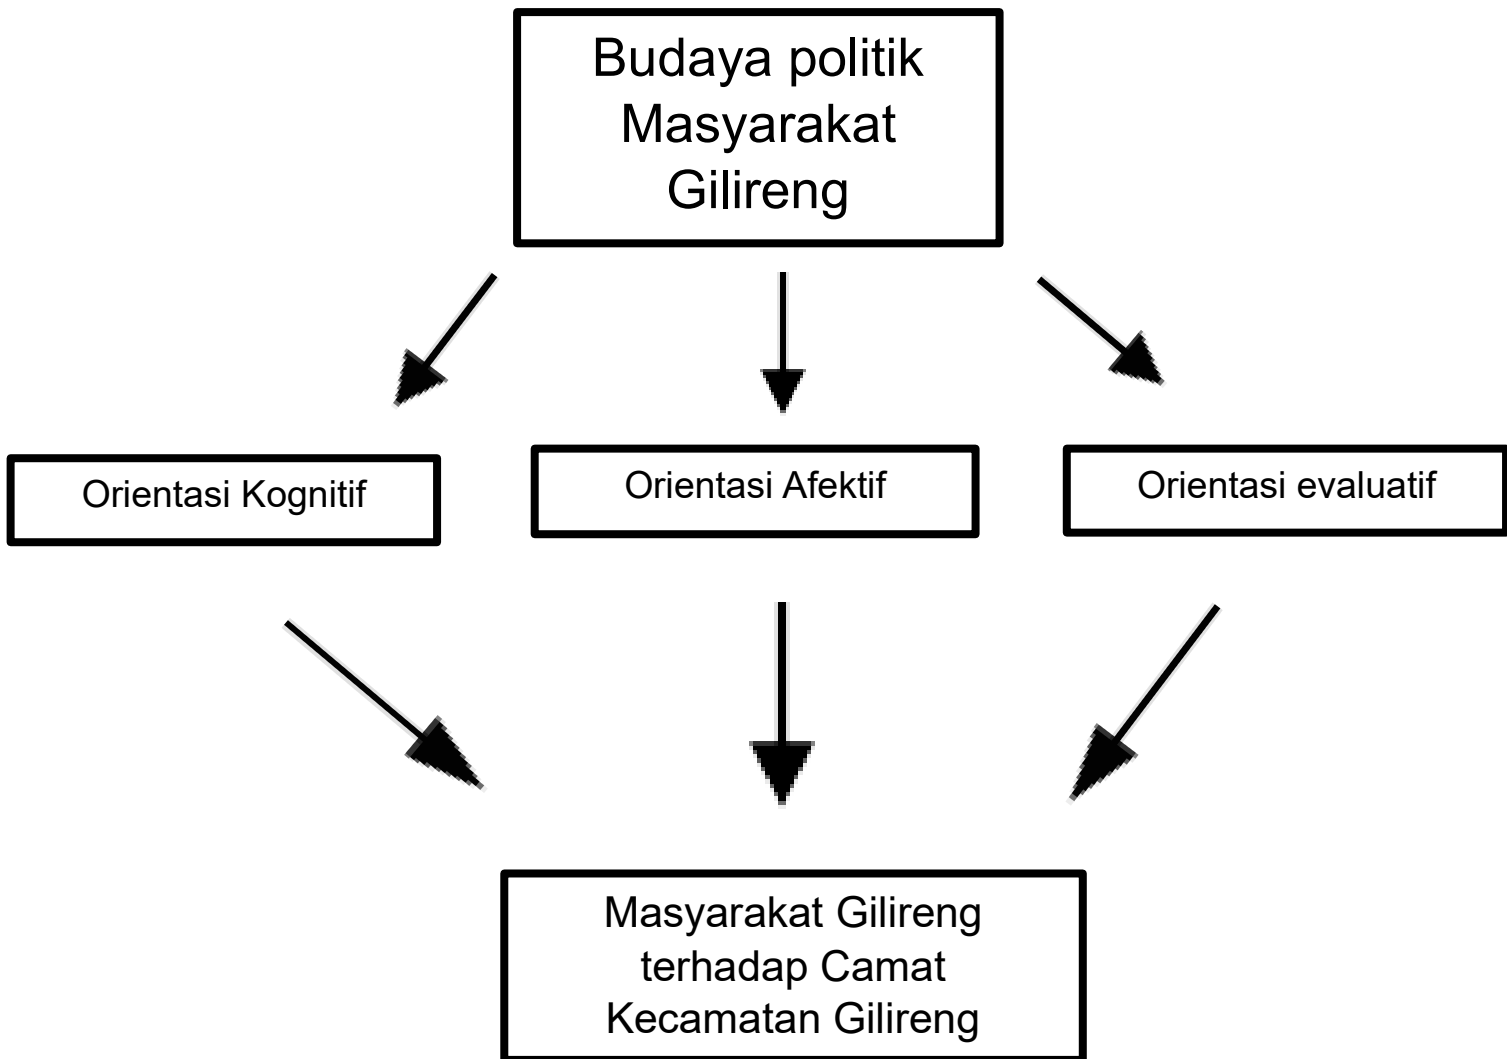 Budaya politik
Masyarakat
Gilireng
Orientasi Kognitif
Orientasi Afektif
Orientasi evaluatif
Masyarakat Gilireng
terhadap Camat
Kecamatan Gilireng